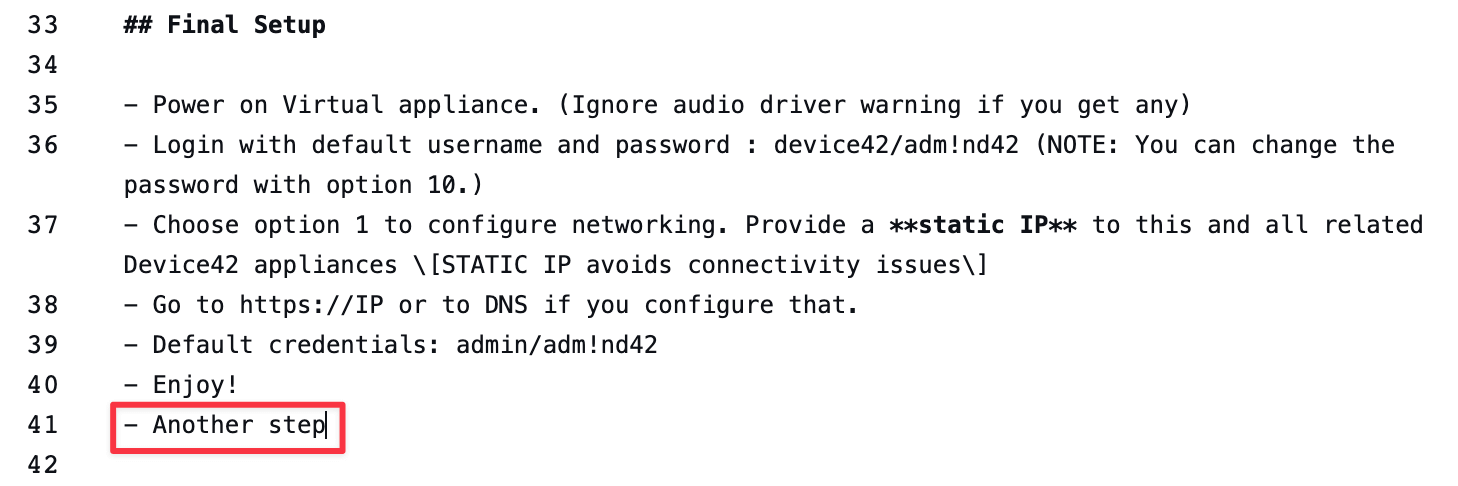 33 ## Final Setup
34
35 - Power on Virtual appliance. (Ignore audio driver warning if you get any)
36 - Login with default username and password : device42/adm!nd42 (NOTE: You can change the
password with option 10.)
37 - Choose option 1 to configure networking. Provide a **static IP** to this and all related
Device42 appliances \[STATIC IP avoids connectivity issues\]
38 - Go to https://IP or to DNS if you configure that.
39 - Default credentials: admin/adm!nd42
40 - Enjoy!
41 - Another step
42